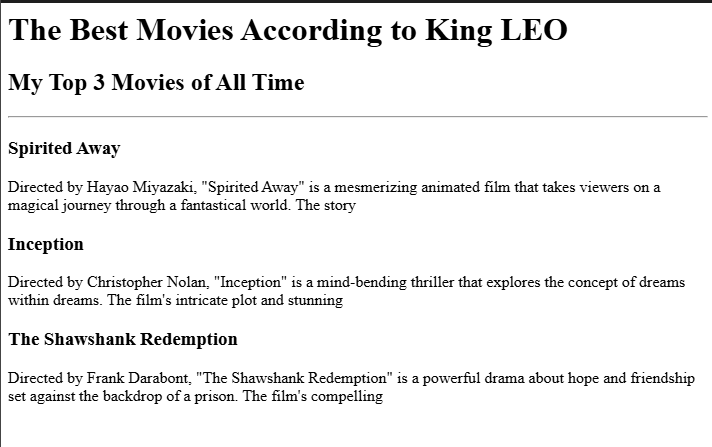 The Best Movies According to King LEO
My Top 3 Movies of All Time
Spirited Away
Directed by Hayao Miyazaki, "Spirited Away" is a mesmerizing animated film that takes viewers on a
magical journey through a fantastical world. The story
Inception
Directed by Christopher Nolan, "Inception" is a mind-bending thriller that explores the concept of dreams
within dreams. The film's intricate plot and stunning
The Shawshank Redemption
Directed by Frank Darabont, "The Shawshank Redemption" is a powerful drama about hope and friendship
set against the backdrop of a prison. The film's compelling